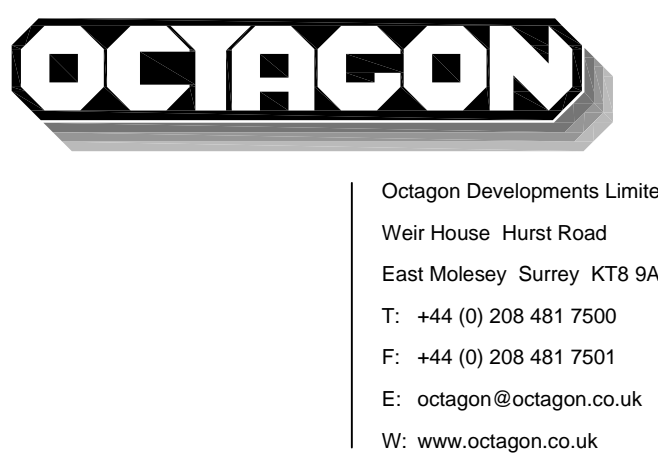 OCTAGON
Octagon Developments Limite
Weir House Hurst Road
East Molesey Surrey KT8 9A
T: +44 (0) 208 481 7500
F: +44 (0) 208 481 7501
E: octagon@octagon.co.uk
W: www.octagon.co.uk